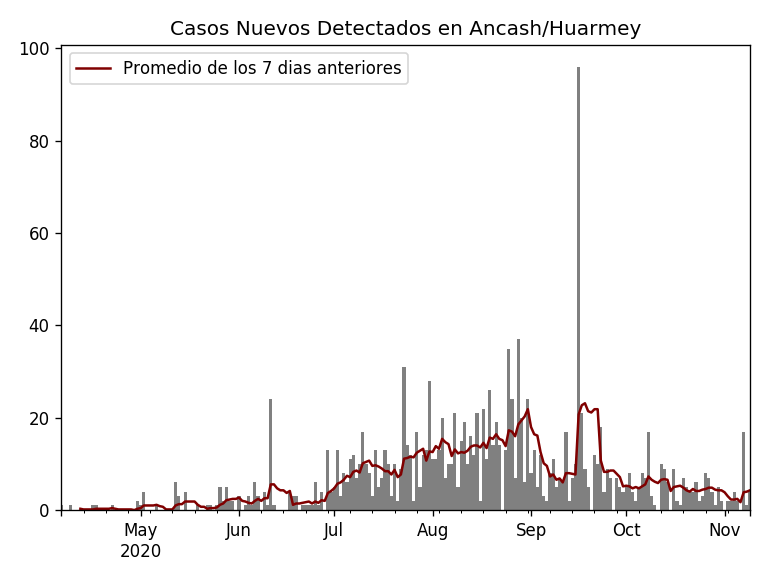 Casos Nuevos Detectados en Ancash/Huarmey
Promedio de los 7 dias anteriores
100
80
60
40
20
0
May Jun Jul Aug Sep Oct Nov
2020